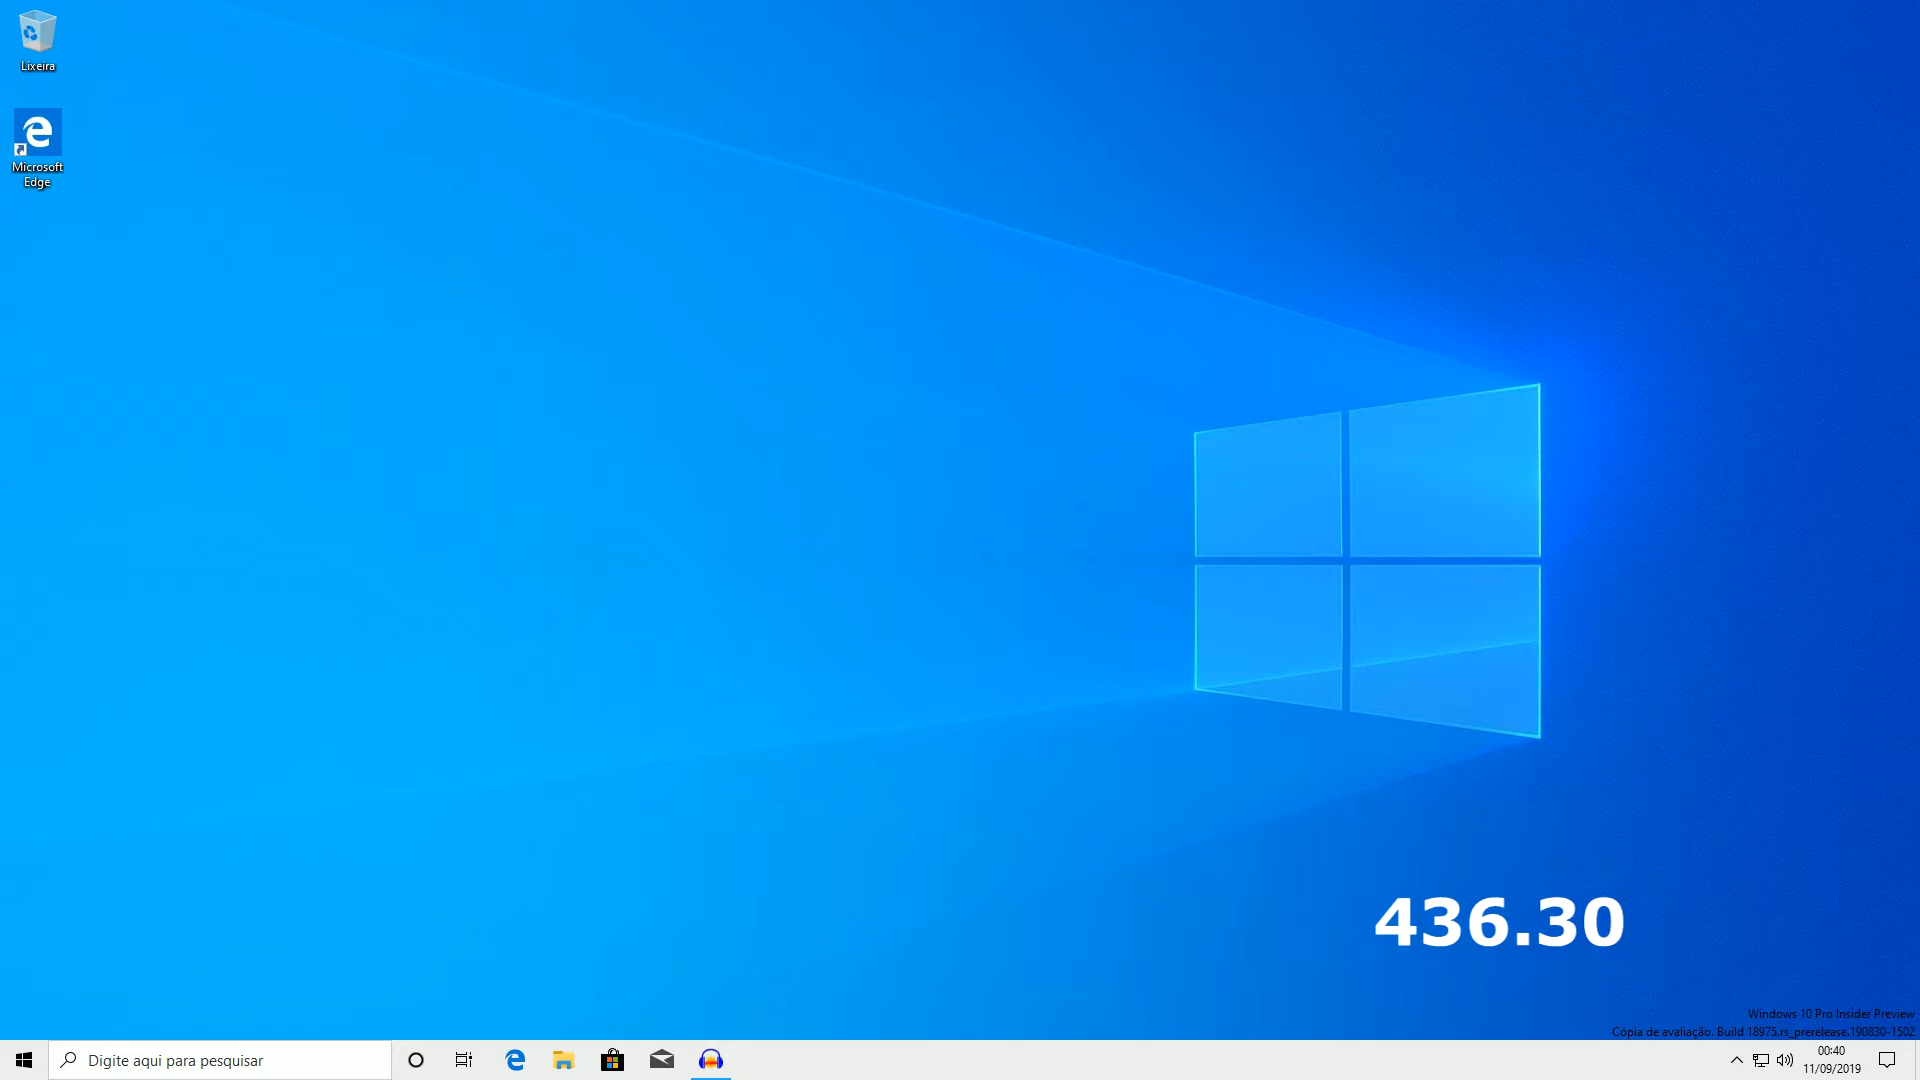 Lixeira
Microsoft
Edge
436.30
Windows 10 Pro Insider Preview
Cópia de avaliação. Build 18975.rs_prerelease.190830-1502
Digite aqui para pesquisar
00:40
11/09/2019